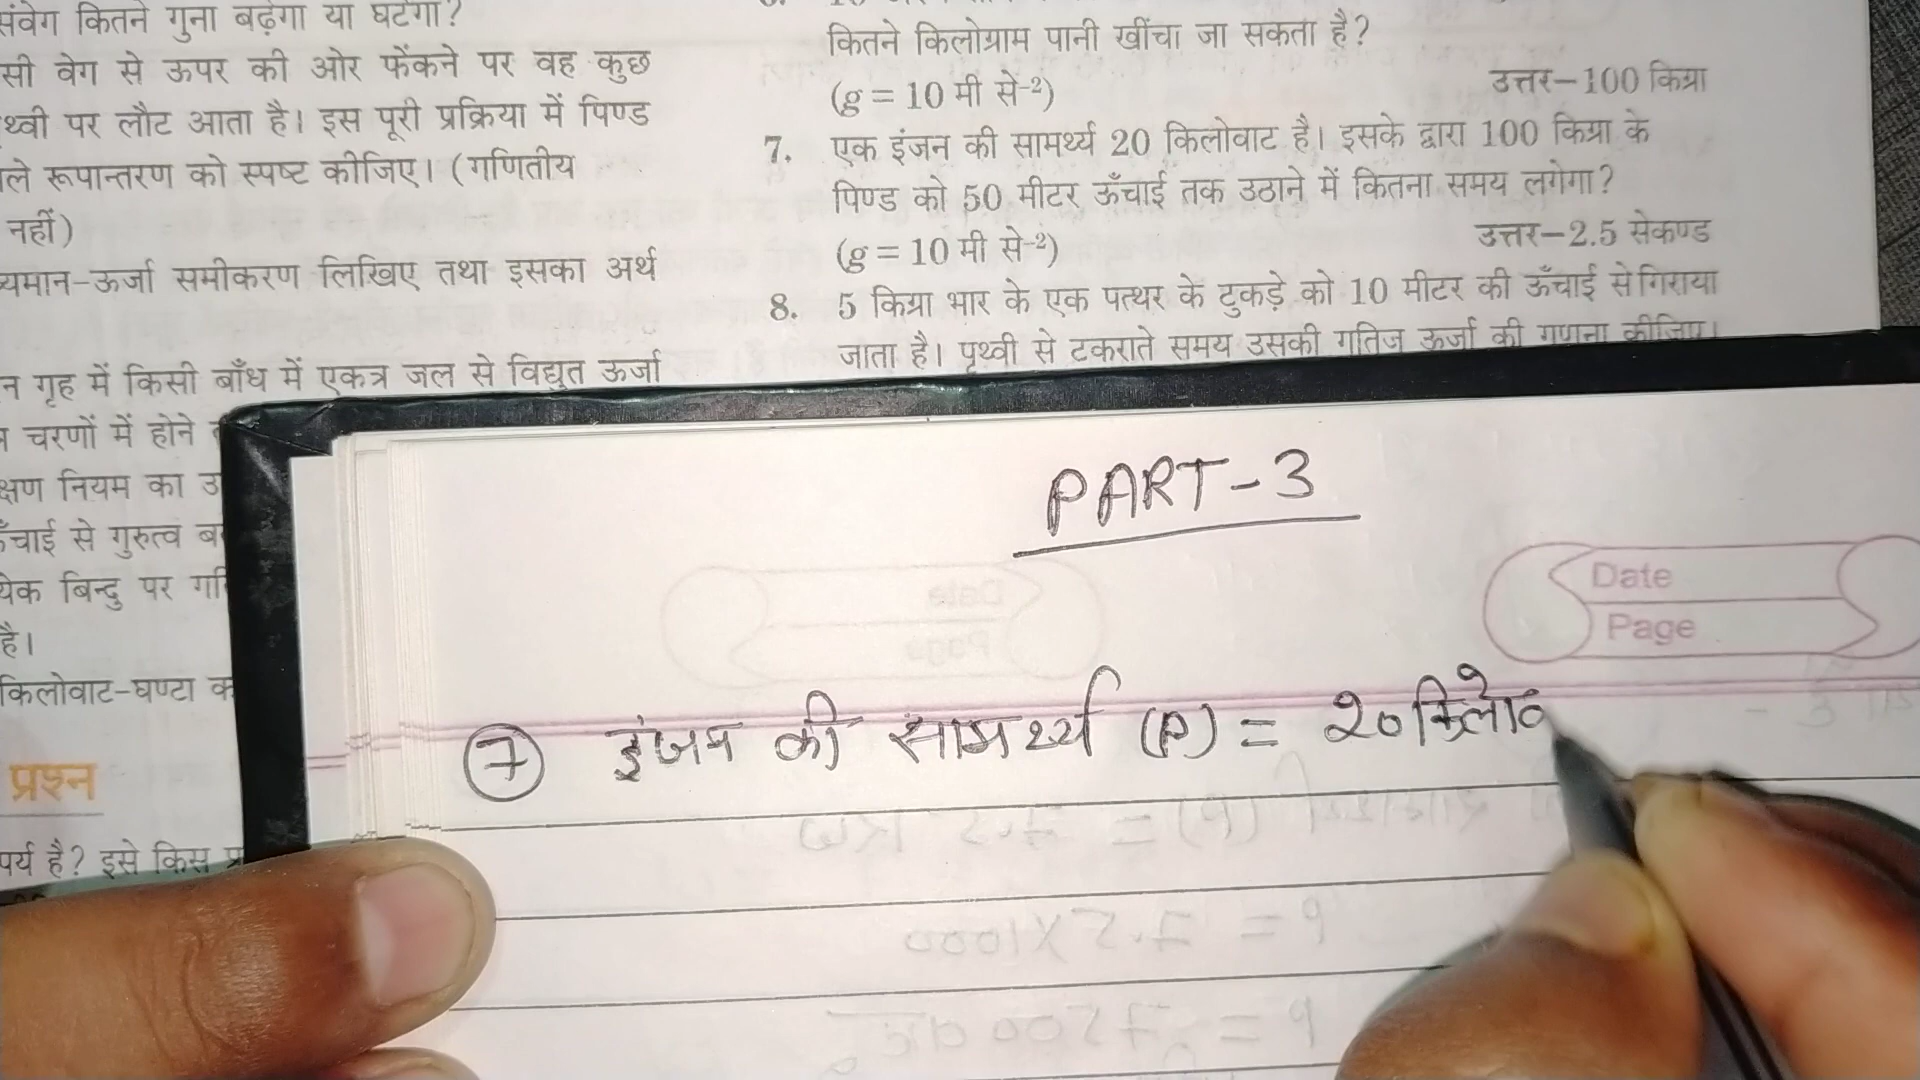 संवेग कितने गुना बढ़ेगा या घटेगा?
सी वेग से ऊपर की ओर फेंकने पर वह कुछ
थ्वी पर लौट आता है। इस पूरी प्रक्रिया में पिण्ड
ले रूपान्तरण को स्पष्ट कीजिए। (गणितीय
नहीं)
यमान-ऊर्जा समीकरण लिखिए तथा इसका अर्थ
न गृह में किसी बाँध में एकत्र जल से विद्युत ऊर्जा
चरणों में होने
क्षण नियम का उ
ँचाई से गुरुत्व ब
येक बिन्दु पर गति
है।
किलोवाट-घण्टा क
प्रश्न
पर्य है? इसे किस प्र
कितने किलोग्राम पानी खींचा जा सकता है?
(g = 10 मी से-2)
उत्तर-100 किग्रा
7. एक इंजन की सामर्थ्य 20 किलोवाट है। इसके द्वारा 100 किग्रा के
पिण्ड को 50 मीटर ऊँचाई तक उठाने में कितना समय लगेगा?
(g = 10 मी से-2)
उत्तर-2.5 सेकण्ड
8. 5 किग्रा भार के एक पत्थर के टुकड़े को 10 मीटर की ऊँचाई से गिराया
जाता है। पृथ्वी से टकराते समय उसकी गतिज ऊर्जा की गणना कीजिए।
PART-3
Date
Page
7 इंजन की सामर्थ्य (P) = 20 किलोव